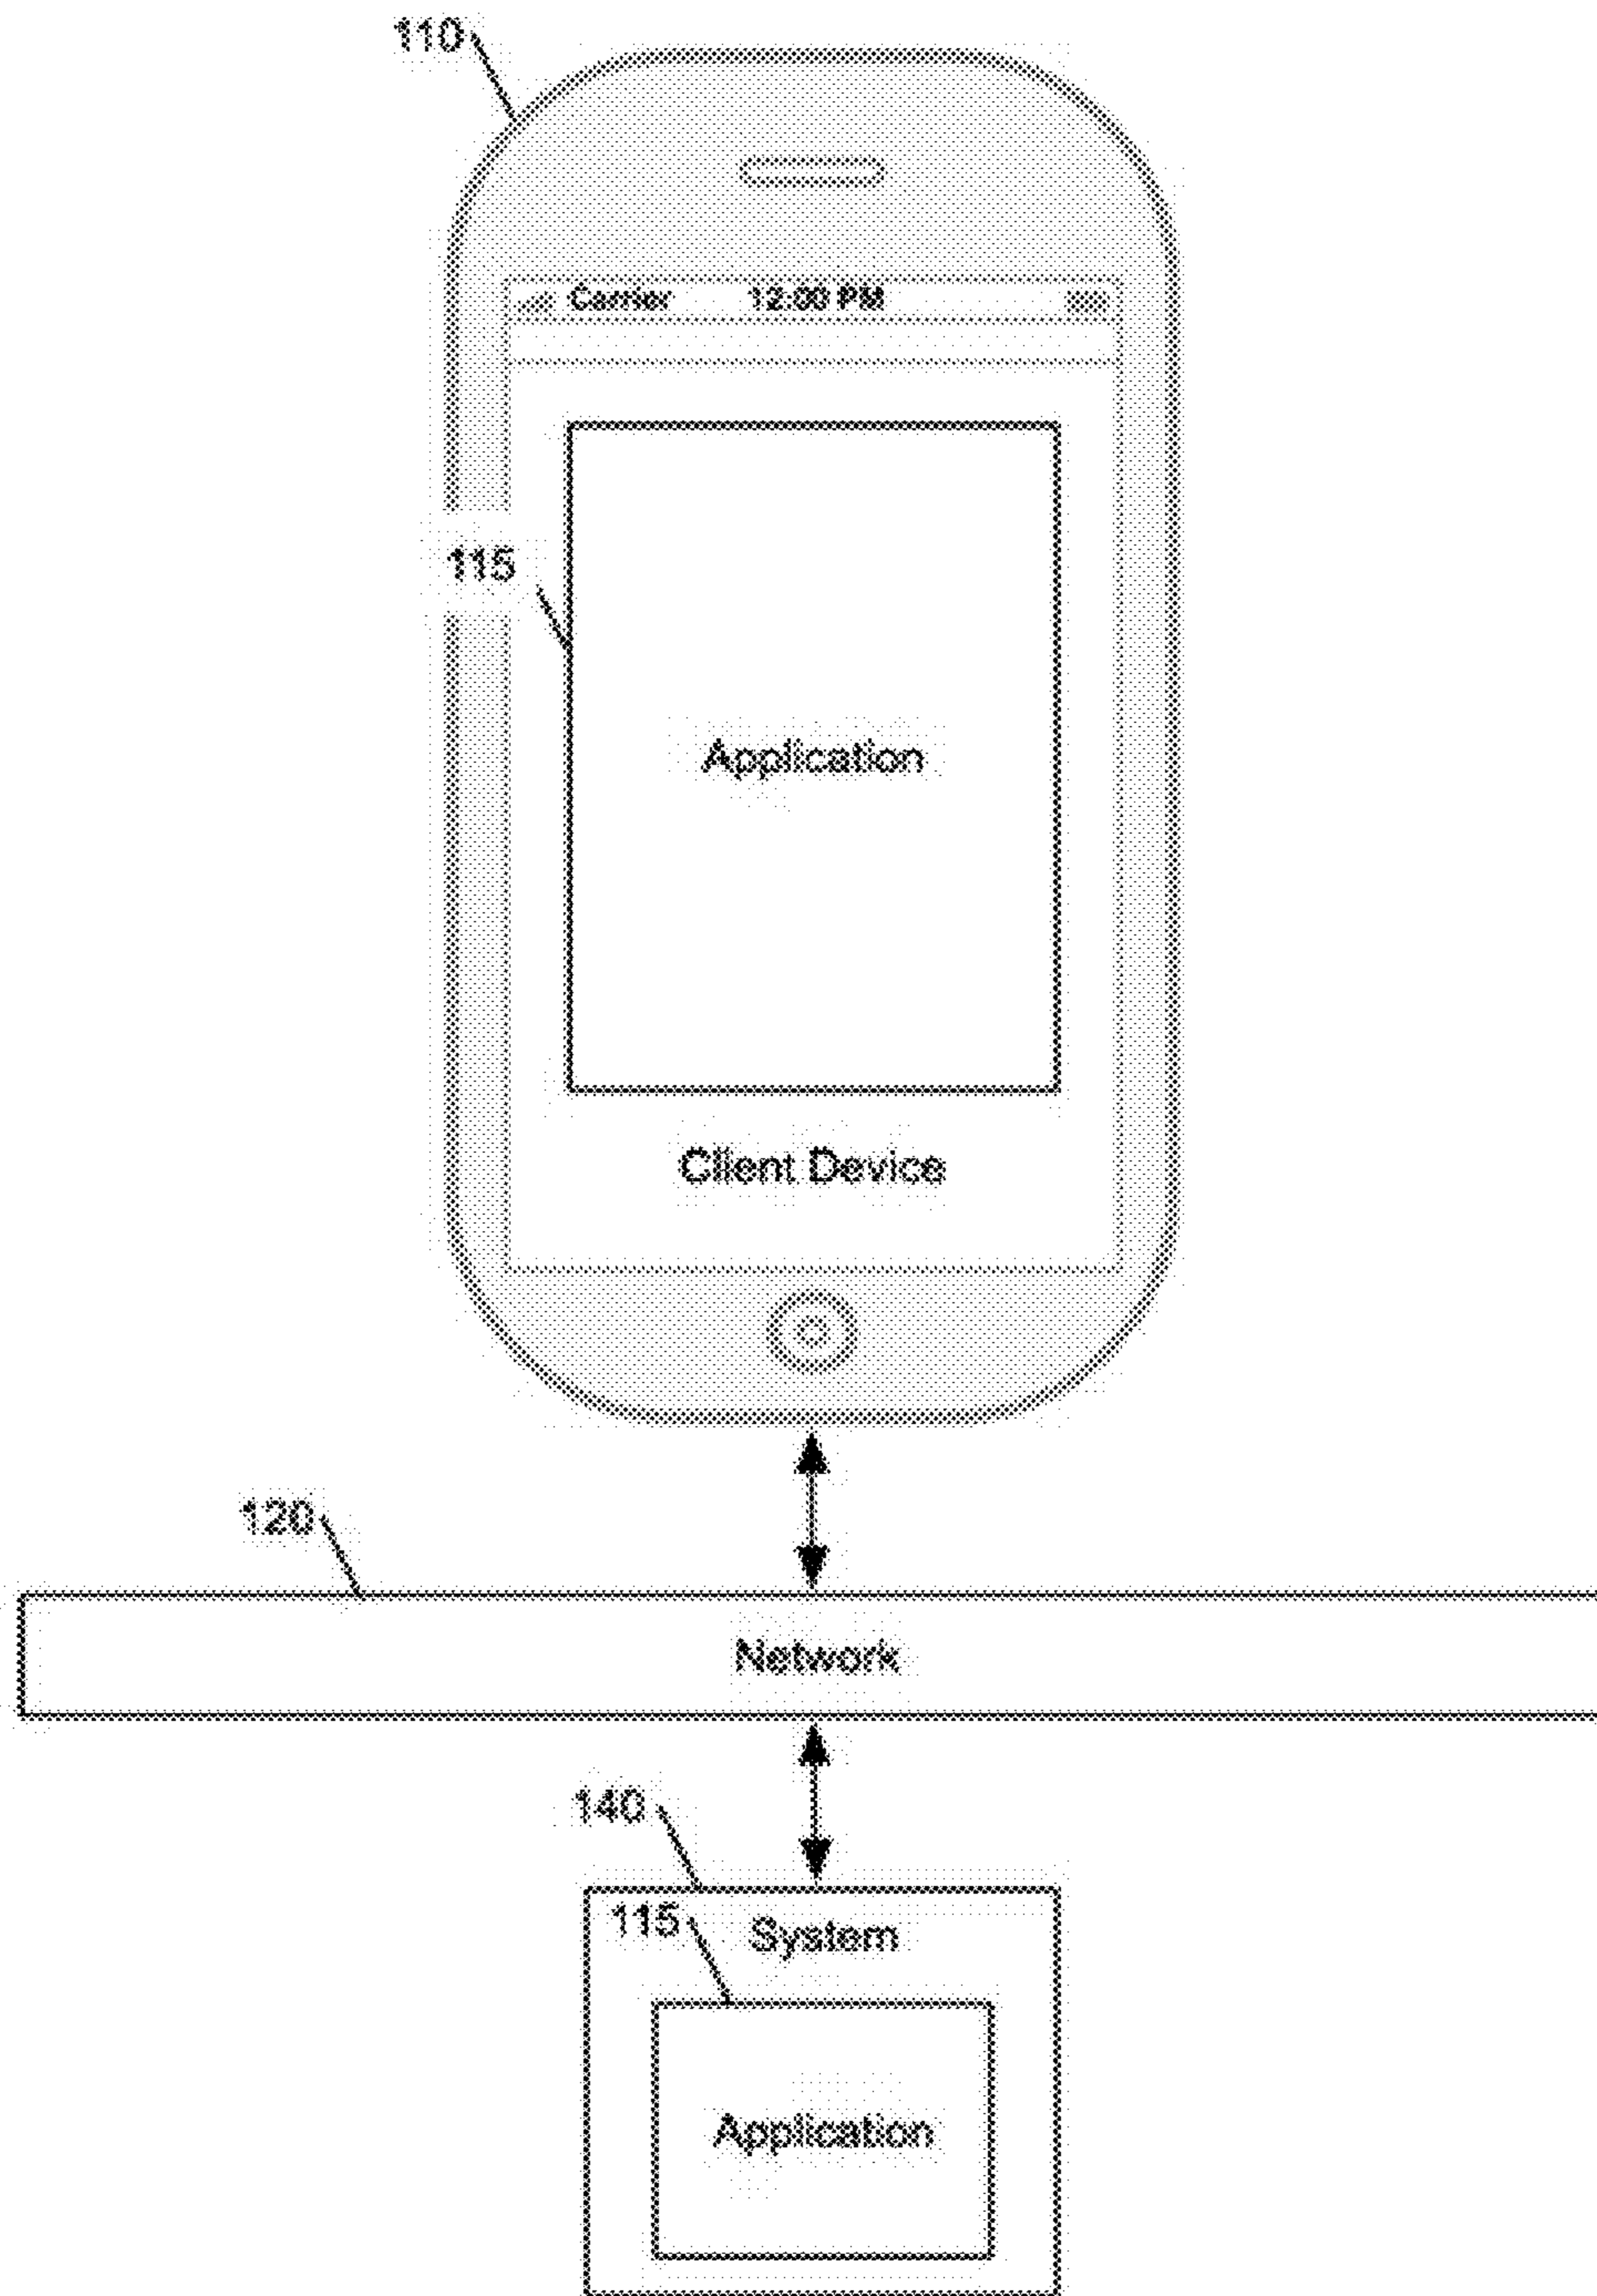 110
Carrier 12:00 PM
115
Application
Client Device
120
Network
140
115 System
Application